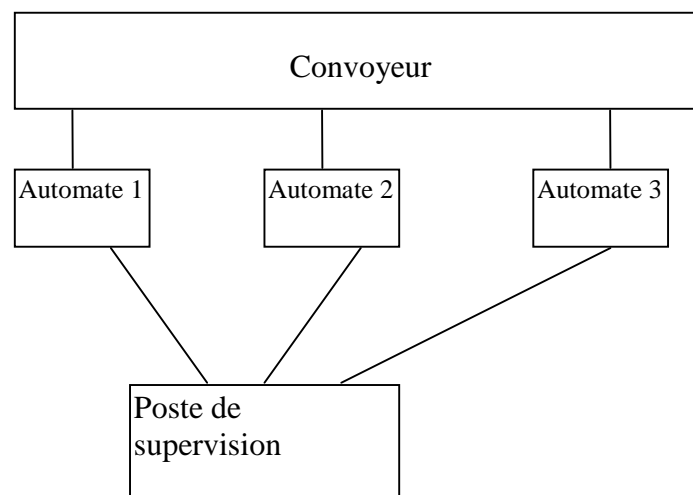 Convoyeur
Automate 1
Automate 2
Automate 3
Poste de
supervision